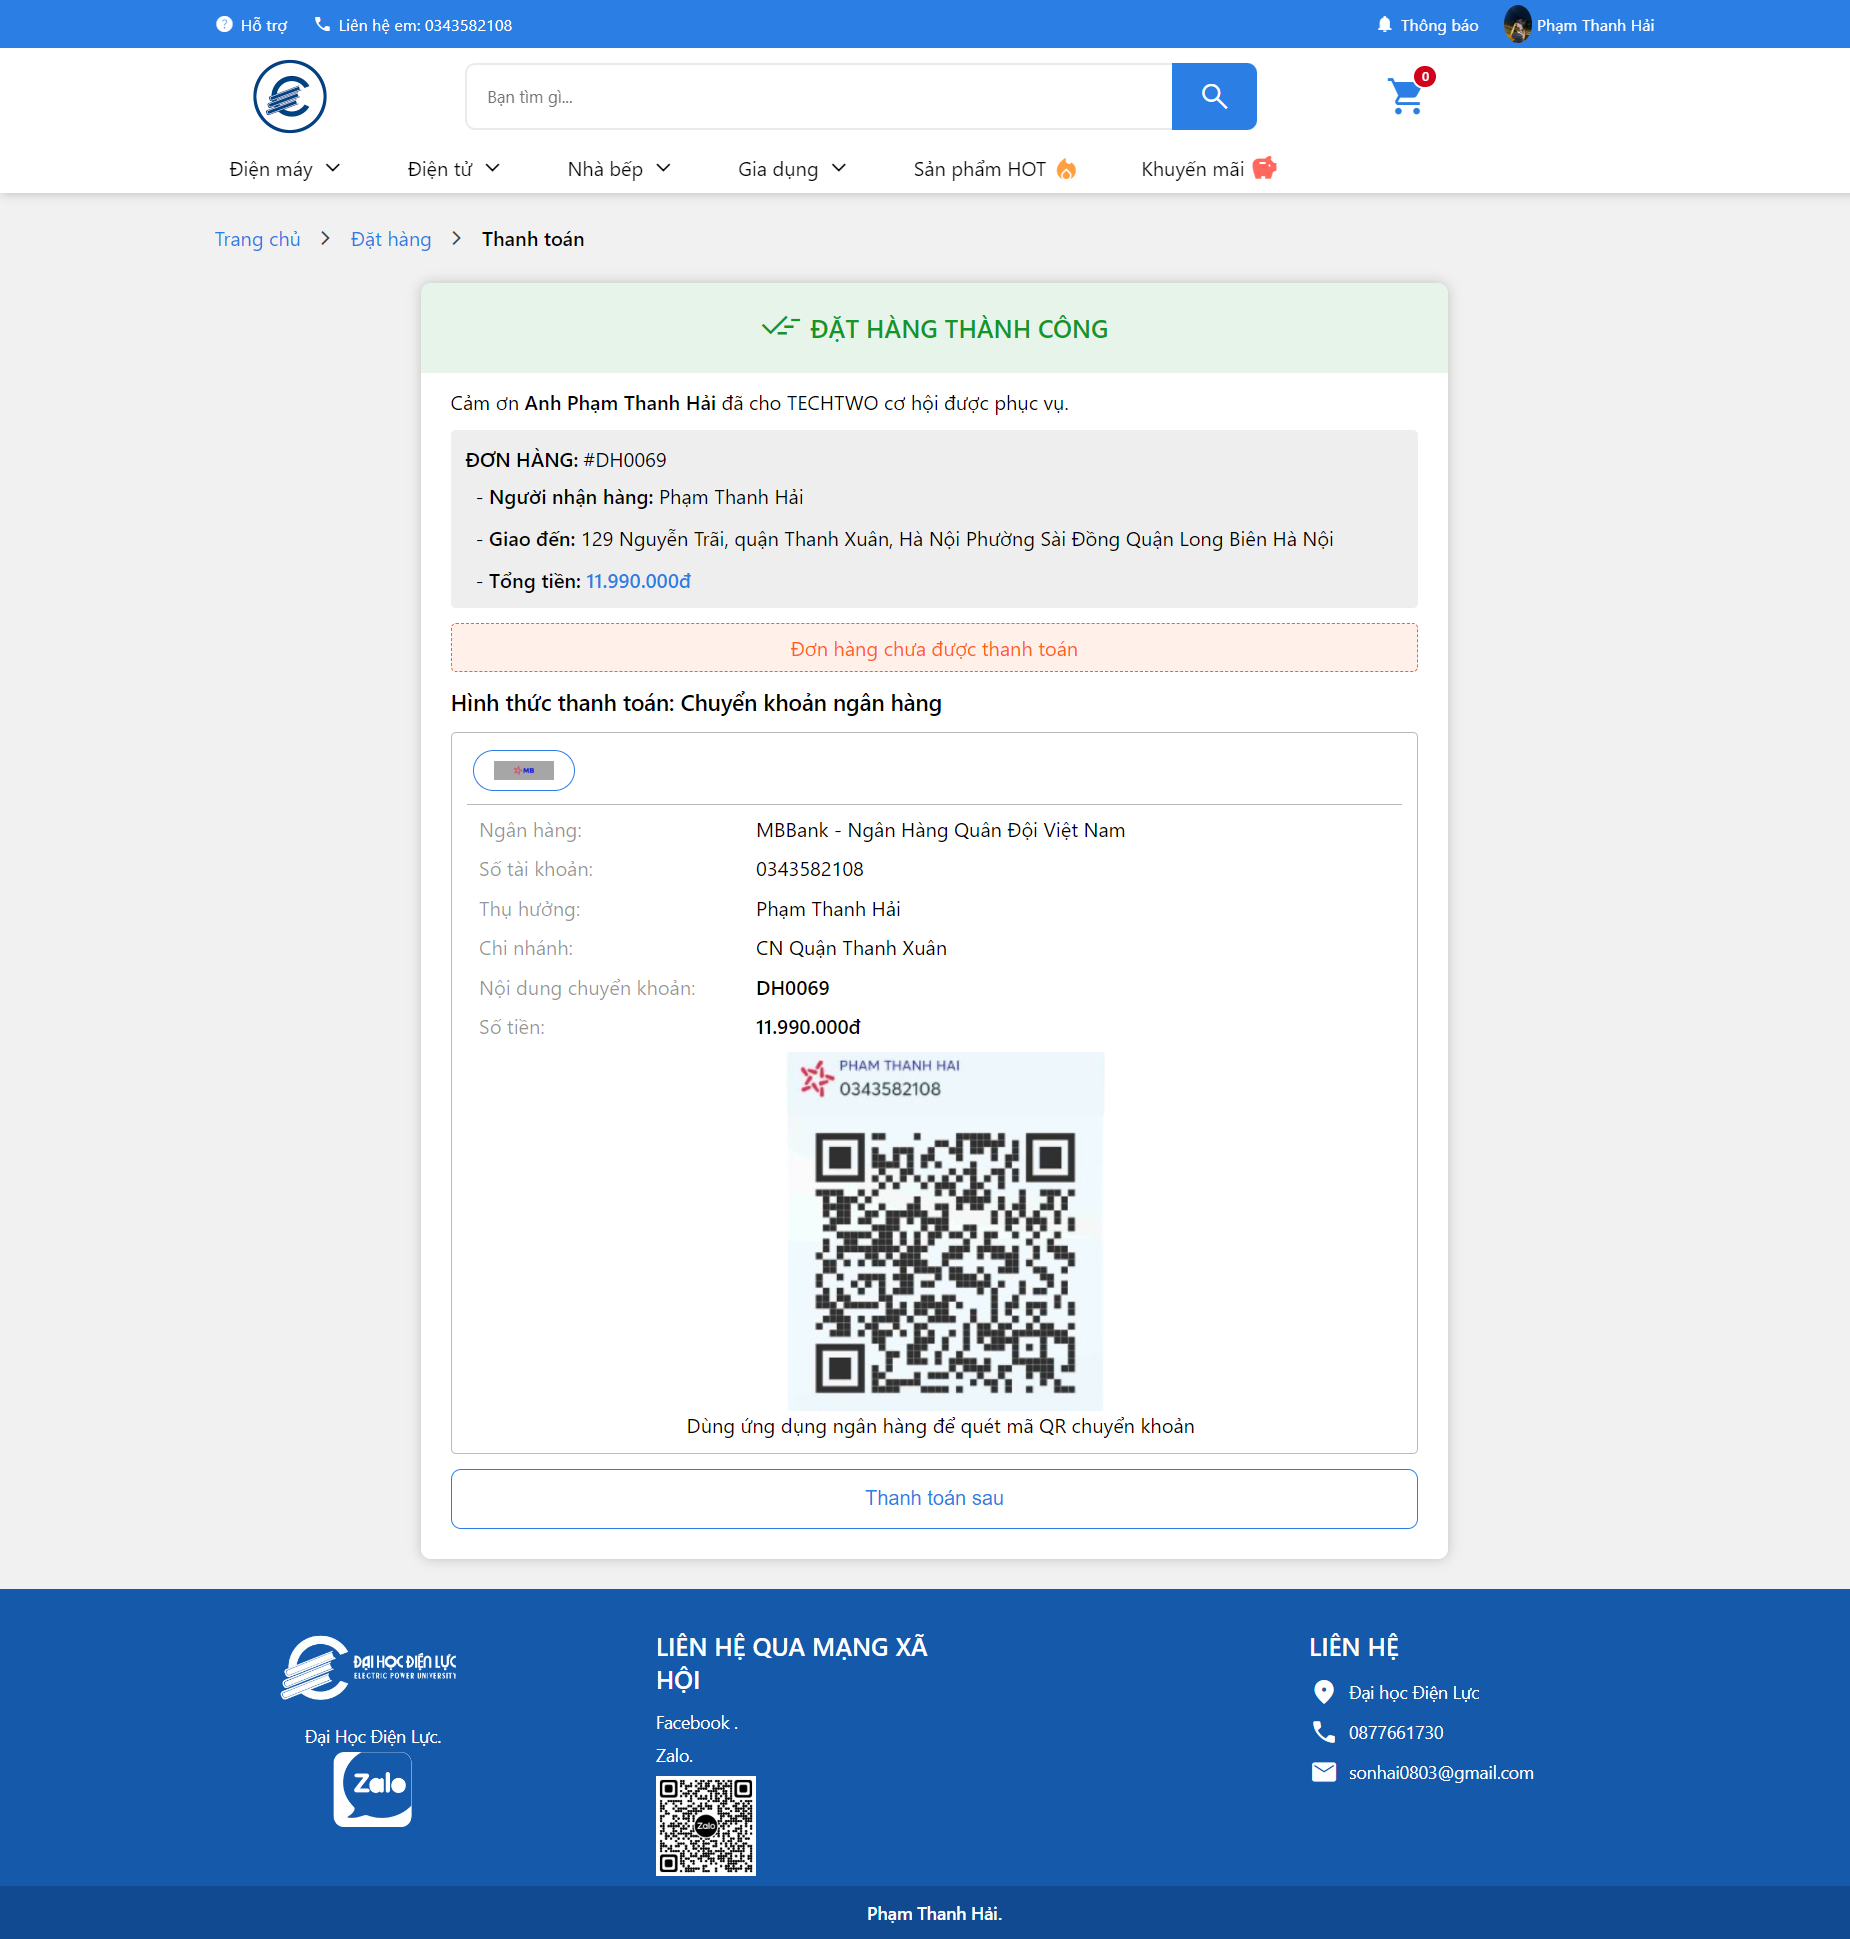 Hỗ trợ
Liên hệ em: 0343582108
Thông báo
Phạm Thanh Hải
Bạn tìm gì...
0
Điện máy
Điện tử
Nhà bếp
Gia dụng
Sản phẩm HOT
Khuyến mãi
Trang chủ
Đặt hàng
Thanh toán
ĐẶT HÀNG THÀNH CÔNG
Cảm ơn Anh Phạm Thanh Hải đã cho TECHTWO cơ hội được phục vụ.
ĐƠN HÀNG: #DH0069
- Người nhận hàng: Phạm Thanh Hải
- Giao đến: 129 Nguyễn Trãi, quận Thanh Xuân, Hà Nội Phường Sài Đồng Quận Long Biên Hà Nội
- Tổng tiền: 11.990.000đ
Đơn hàng chưa được thanh toán
Hình thức thanh toán: Chuyển khoản ngân hàng
MB
Ngân hàng: MBBank - Ngân Hàng Quân Đội Việt Nam
Số tài khoản: 0343582108
Thụ hưởng: Phạm Thanh Hải
Chi nhánh: CN Quận Thanh Xuân
Nội dung chuyển khoản: DH0069
Số tiền: 11.990.000đ
PHAM THANH HAI
0343582108
Dùng ứng dụng ngân hàng để quét mã QR chuyển khoản
Thanh toán sau
ĐẠI HỌC ĐIỆN LỰC
ELECTRIC POWER UNIVERSITY
Đại Học Điện Lực.
Zalo
LIÊN HỆ QUA MẠNG XÃ
HỘI
Facebook .
Zalo.
Zalo
LIÊN HỆ
Đại học Điện Lực
0877661730
sonhai0803@gmail.com
Phạm Thanh Hải.